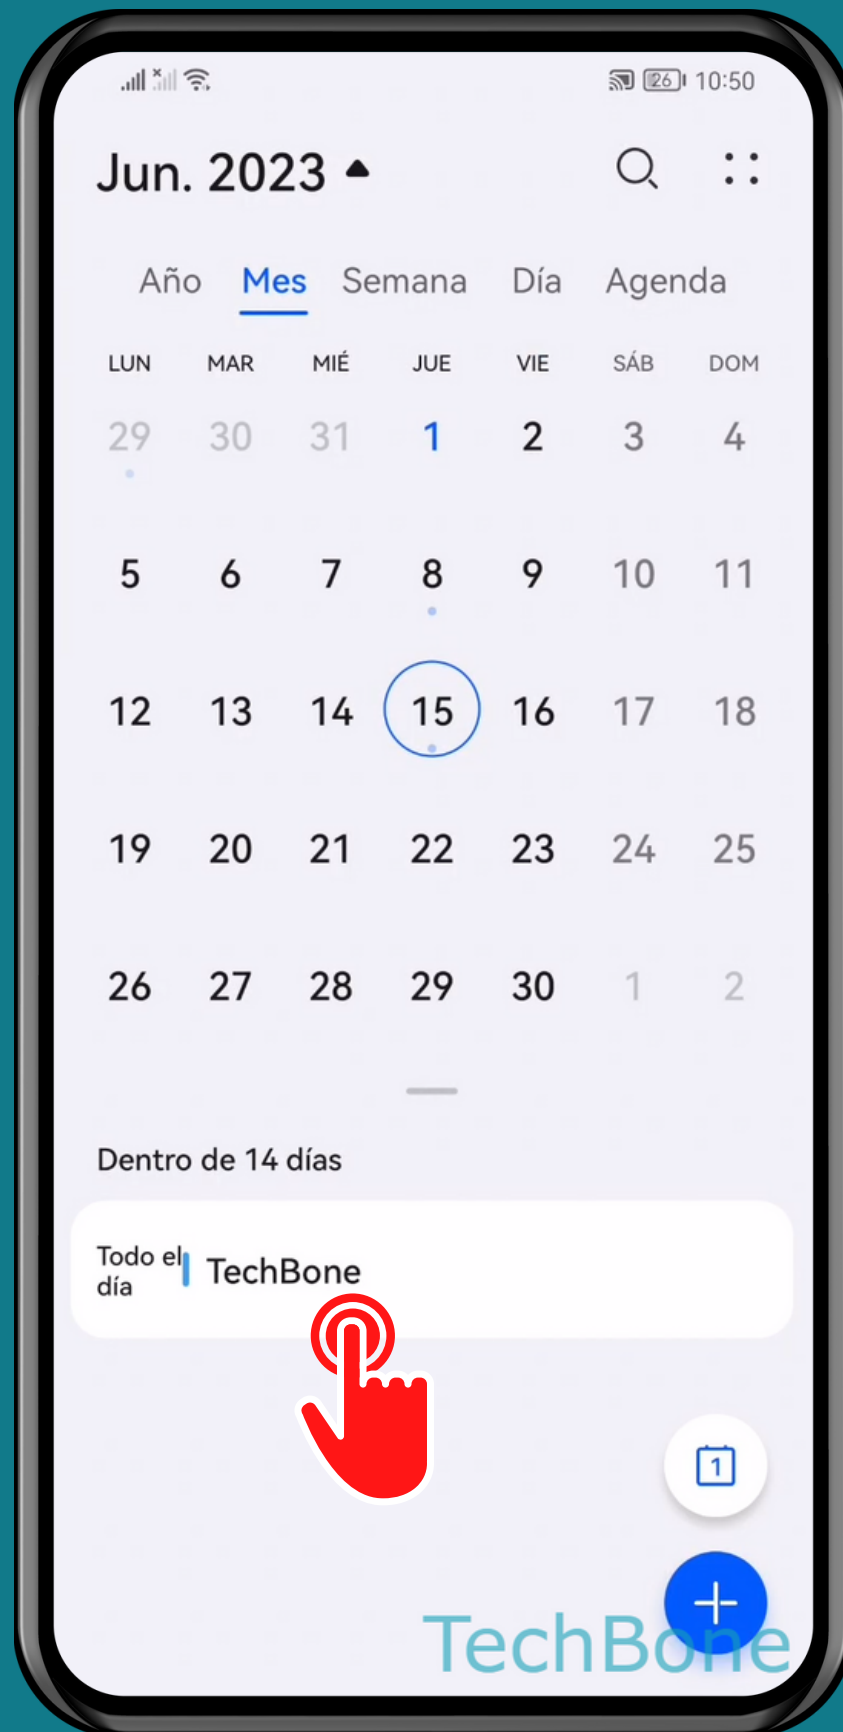 26 10:50
Jun. 2023
Año Mes Semana Día Agenda
LUN MAR MIÉ JUE VIE SÁB DOM
29 30 31 1 2 3 4
5 6 7 8 9 10 11
12 13 14 15 16 17 18
19 20 21 22 23 24 25
26 27 28 29 30 1 2
Dentro de 14 días
Todo el
día
TechBone
1
TechBone